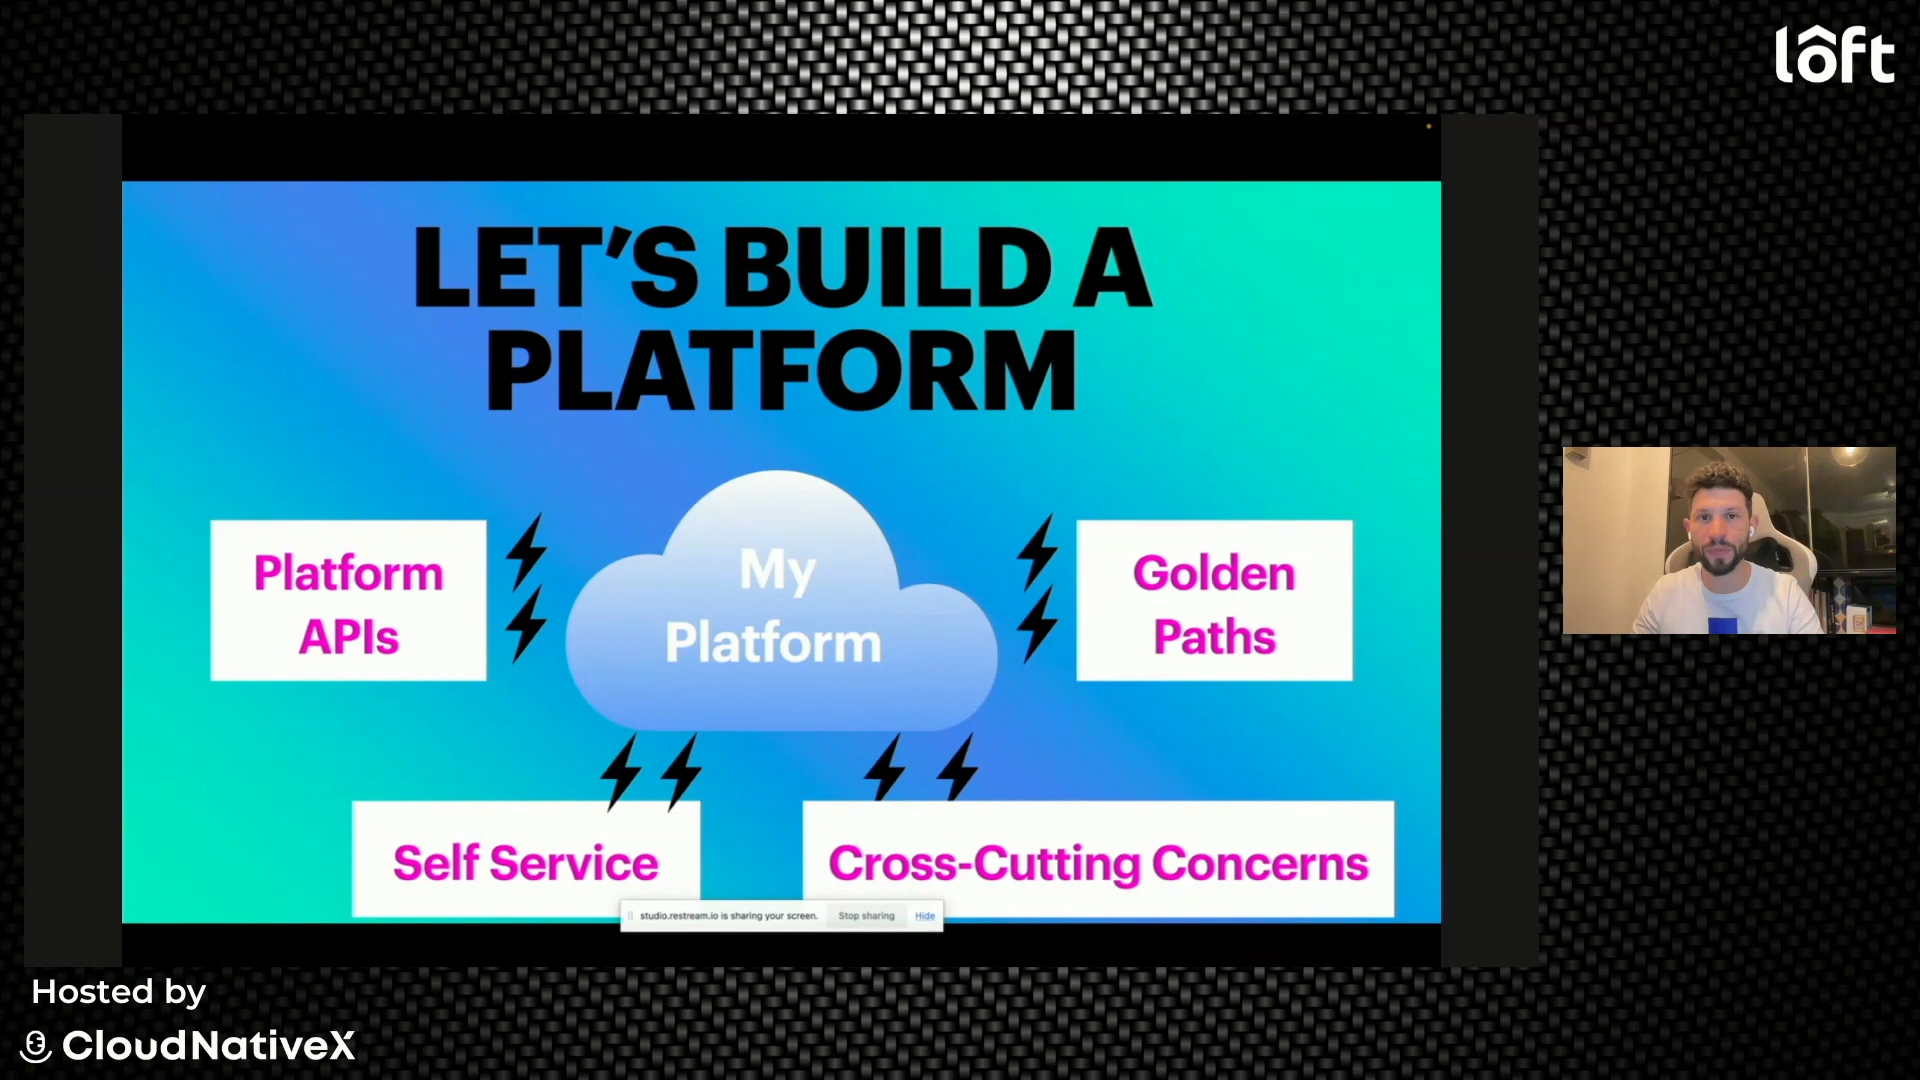 lôft
LET'S BUILD A
PLATFORM
My
Platform
Platform
APIs
Golden
Paths
Self Service
Cross-Cutting Concerns
studio.restream.io is sharing your screen. Stop sharing Hide
Hosted by
CloudNativeX